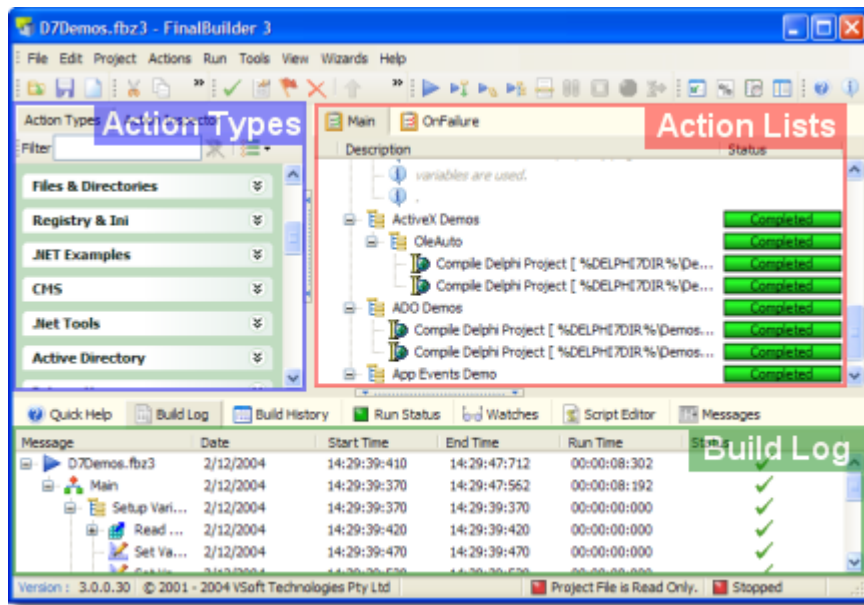 D7Demos.fbz3 - FinalBuilder 3
File Edit Project Actions Run Tools View Wizards Help
Action Types
Action Types
Filter
Files & Directories
Registry & Ini
.NET Examples
CMS
.Net Tools
Active Directory
Main OnFailure
Action Lists
Description Status
variables are used.
.
ActiveX Demos Completed
OleAuto Completed
Compile Delphi Project [ %DELPHI7DIR%\De... Completed
Compile Delphi Project [ %DELPHI7DIR%\De... Completed
ADO Demos Completed
Compile Delphi Project [ %DELPHI7DIR%\Demos... Completed
Compile Delphi Project [ %DELPHI7DIR%\Demos... Completed
App Events Demo Completed
Quick Help Build Log Build History Run Status Watches Script Editor Messages
Build Log
Message Date Start Time End Time Run Time Status
D7Demos.fbz3 2/12/2004 14:29:39:410 14:29:47:712 00:00:08:302
Main 2/12/2004 14:29:39:370 14:29:47:562 00:00:08:192
Setup Vari... 2/12/2004 14:29:39:370 14:29:39:370 00:00:00:000
Read ... 2/12/2004 14:29:39:420 14:29:39:420 00:00:00:000
Set Va... 2/12/2004 14:29:39:470 14:29:39:470 00:00:00:000
Version : 3.0.0.30 © 2001 - 2004 VSoft Technologies Pty Ltd Project File is Read Only. Stopped